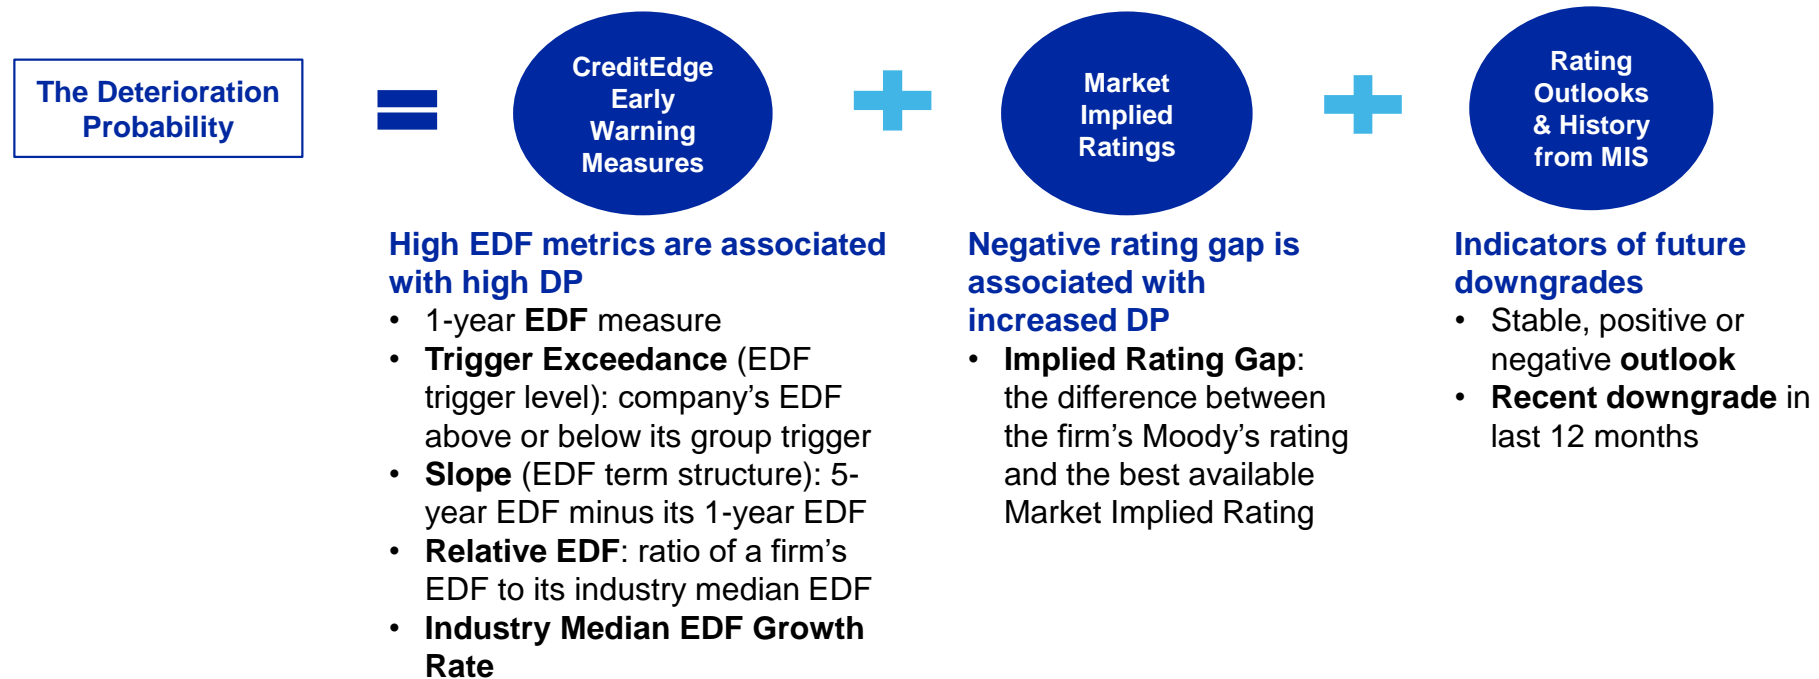 The Deterioration
Probability
CreditEdge
Early
Warning
Measures
Market
Implied
Ratings
Rating
Outlooks
& History
from MIS
High EDF metrics are associated
with high DP
• 1-year EDF measure
• Trigger Exceedance (EDF
trigger level): company’s EDF
above or below its group trigger
• Slope (EDF term structure): 5-
year EDF minus its 1-year EDF
• Relative EDF: ratio of a firm’s
EDF to its industry median EDF
• Industry Median EDF Growth
Rate
Negative rating gap is
associated with
increased DP
• Implied Rating Gap:
the difference between
the firm’s Moody’s rating
and the best available
Market Implied Rating
Indicators of future
downgrades
• Stable, positive or
negative outlook
• Recent downgrade in
last 12 months